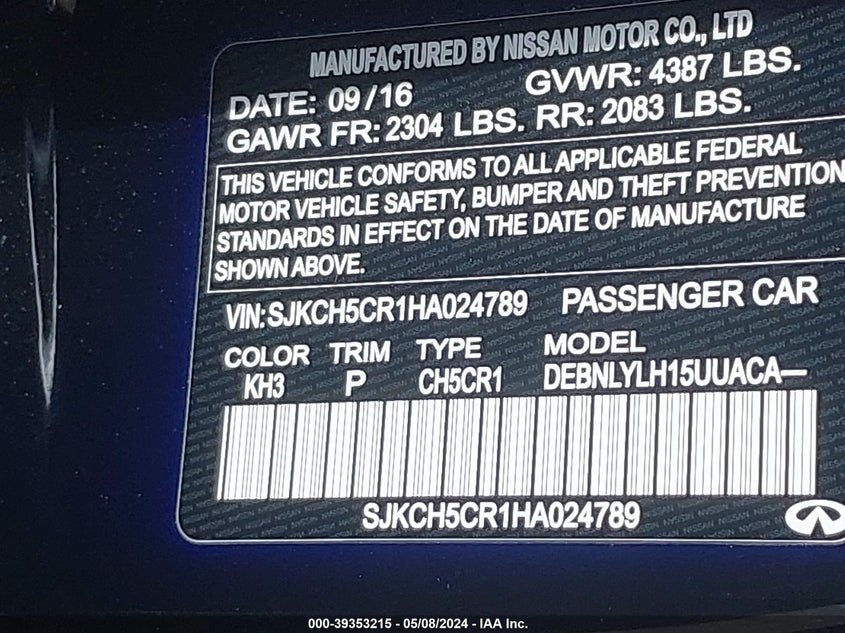 MANUFACTURED BY NISSAN MOTOR CO., LTD
DATE: 09/16 GVWR: 4387 LBS.
GAWR FR: 2304 LBS. RR: 2083 LBS.
THIS VEHICLE CONFORMS TO ALL APPLICABLE FEDERAL
MOTOR VEHICLE SAFETY, BUMPER AND THEFT PREVENTION
STANDARDS IN EFFECT ON THE DATE OF MANUFACTURE
SHOWN ABOVE.
VIN: SJKCH5CR1HA024789 PASSENGER CAR
COLOR TRIM TYPE MODEL
KH3 P CH5CR1 DEBNLYLH15UUACA—
SJKCH5CR1HA024789
000-39353215 - 05/08/2024 - IAA Inc.